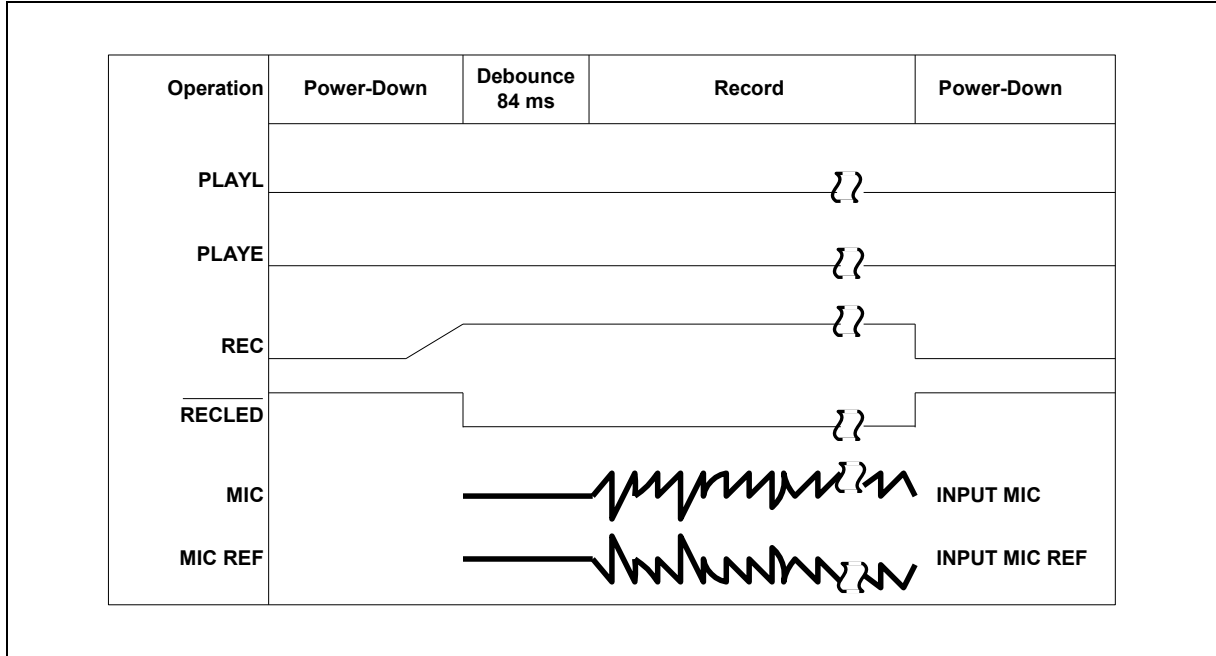 Operation Power-Down Debounce 84 ms Record Power-Down
PLAYL
PLAYE
REC
RECLED
MIC INPUT MIC
MIC REF INPUT MIC REF